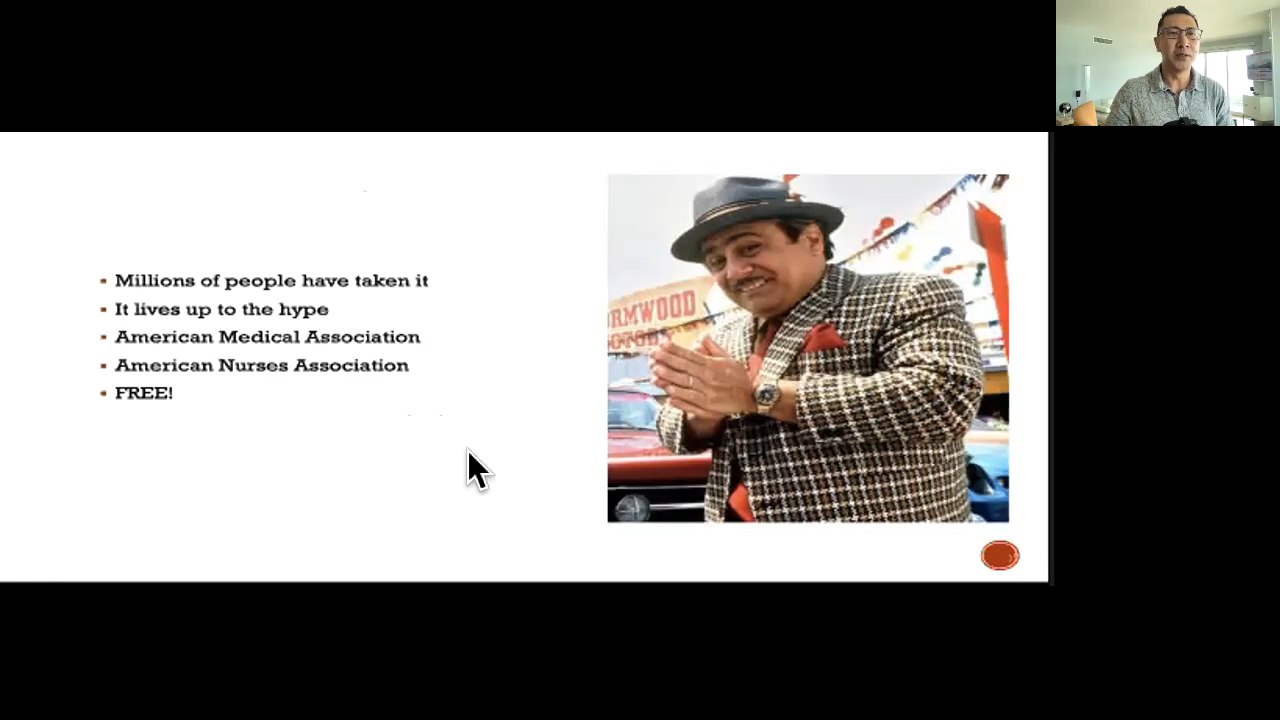 Millions of people have taken it
It lives up to the hype
American Medical Association
American Nurses Association
FREE!
RMWOOD
OTORS